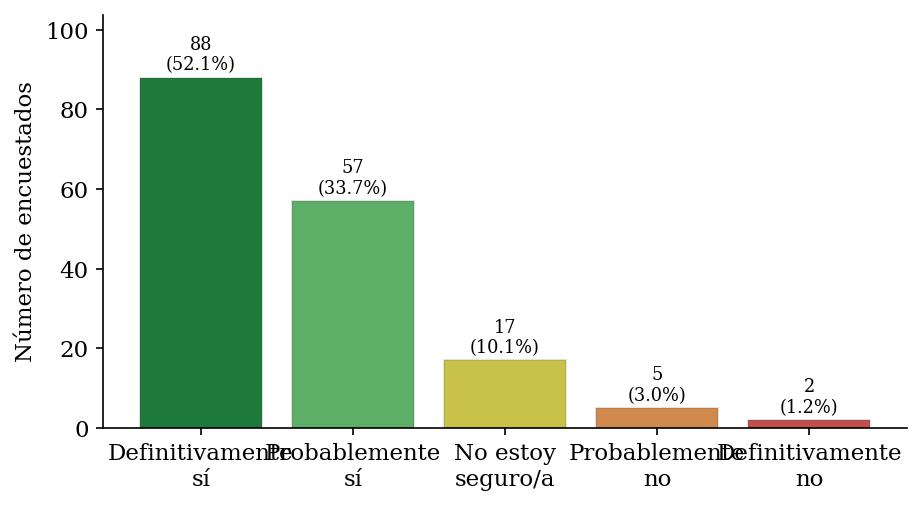 Número de encuestados
100
80
60
40
20
0
88
(52.1%)
57
(33.7%)
17
(10.1%)
5
(3.0%)
2
(1.2%)
Definitivamente
sí
Probablemente
sí
No estoy
seguro/a
Probablemente
no
Definitivamente
no